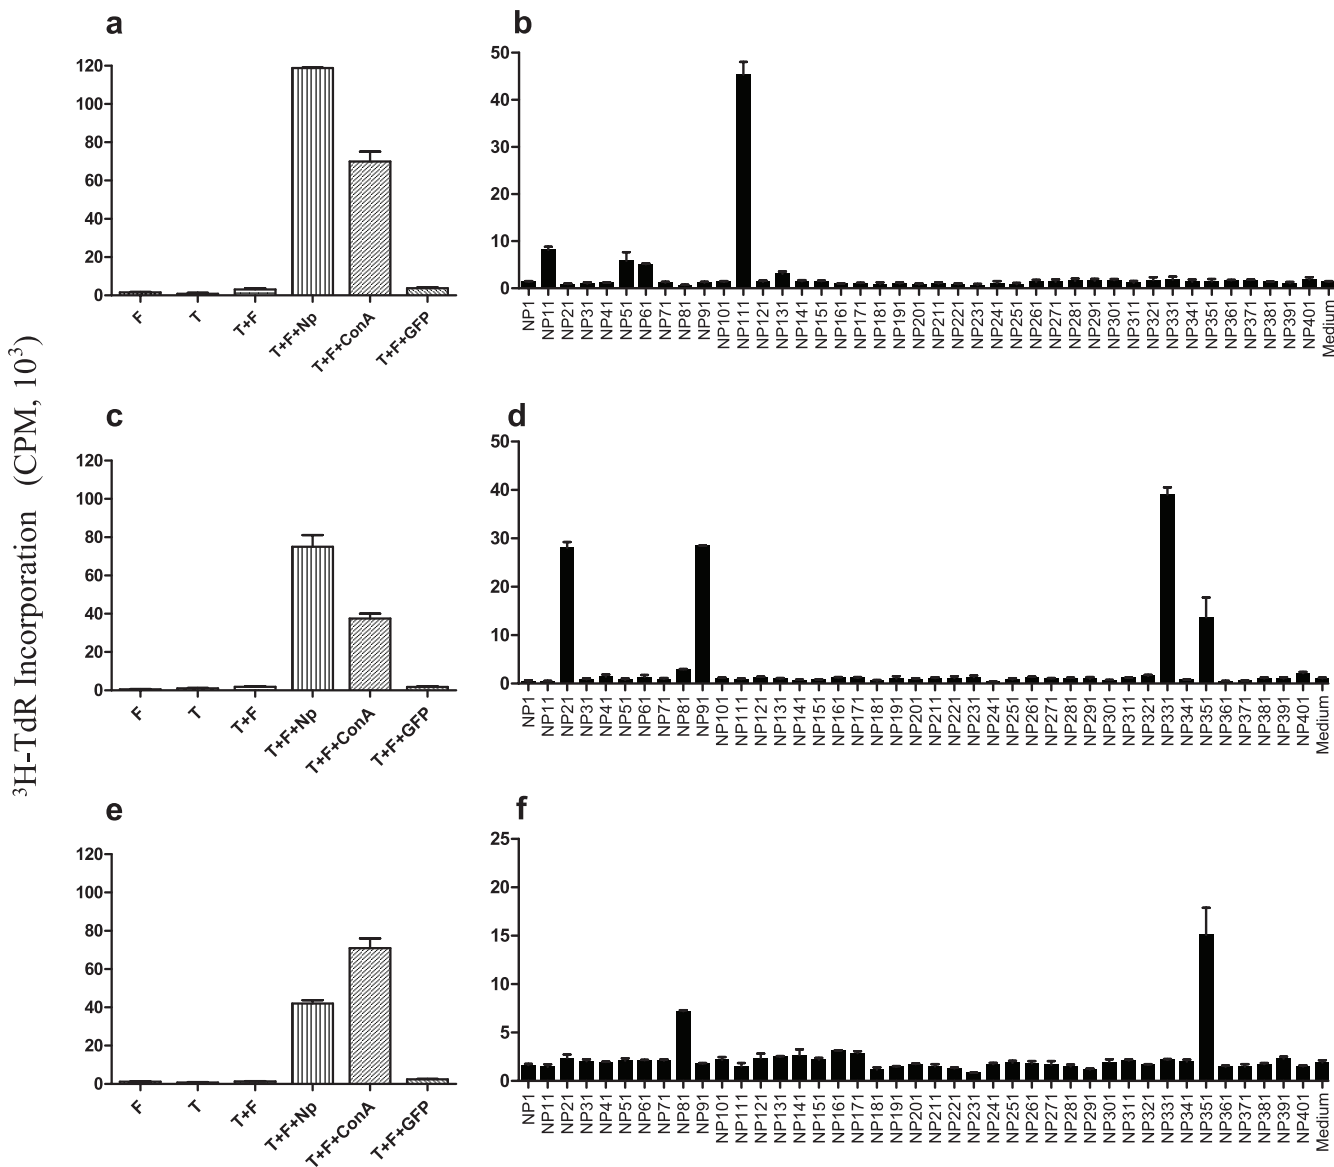 ³H-TdR Incorporation (CPM, 10³)
a
120
100
80
60
40
20
0
F
T
T+F
T+F+Np
T+F+ConA
T+F+GFP
b
50
40
30
20
10
0
NP1
NP11
NP21
NP31
NP41
NP51
NP61
NP71
NP81
NP91
NP101
NP111
NP121
NP131
NP141
NP151
NP161
NP171
NP181
NP191
NP201
NP211
NP221
NP231
NP241
NP251
NP261
NP271
NP281
NP291
NP301
NP311
NP321
NP331
NP341
NP351
NP361
NP371
NP381
NP391
NP401
Medium
c
120
100
80
60
40
20
0
F
T
T+F
T+F+Np
T+F+ConA
T+F+GFP
d
50
40
30
20
10
0
NP1
NP11
NP21
NP31
NP41
NP51
NP61
NP71
NP81
NP91
NP101
NP111
NP121
NP131
NP141
NP151
NP161
NP171
NP181
NP191
NP201
NP211
NP221
NP231
NP241
NP251
NP261
NP271
NP281
NP291
NP301
NP311
NP321
NP331
NP341
NP351
NP361
NP371
NP381
NP391
NP401
Medium
e
120
100
80
60
40
20
0
F
T
T+F
T+F+Np
T+F+ConA
T+F+GFP
f
25
20
15
10
5
0
NP1
NP11
NP21
NP31
NP41
NP51
NP61
NP71
NP81
NP91
NP101
NP111
NP121
NP131
NP141
NP151
NP161
NP171
NP181
NP191
NP201
NP211
NP221
NP231
NP241
NP251
NP261
NP271
NP281
NP291
NP301
NP311
NP321
NP331
NP341
NP351
NP361
NP371
NP381
NP391
NP401
Medium